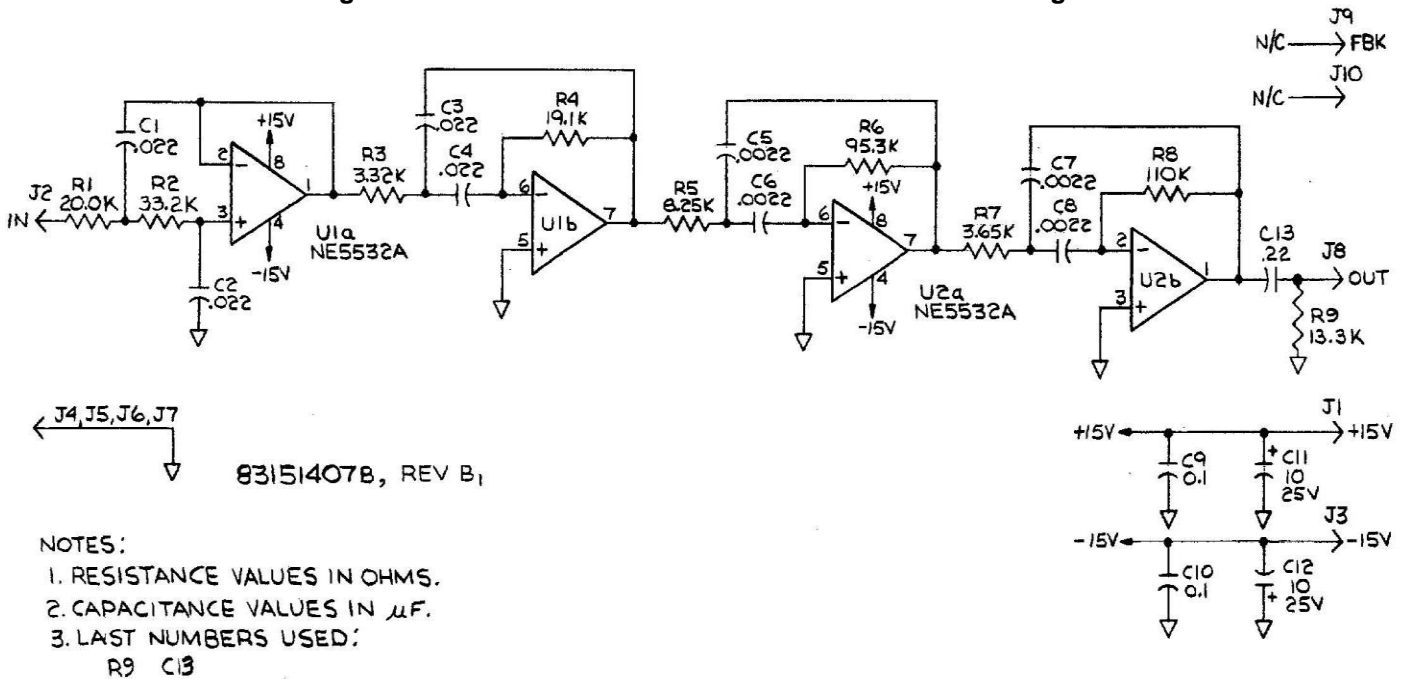 J9
N/C FBK
J10
N/C
C1
.022
+15V
2
8
-
1
3
+
4
-15V
J2
IN
R1
20.0K
R2
33.2K
C2
.022
U1a
NE5532A
R3
3.32K
C3
.022
C4
.022
R4
19.1K
6
-
7
5
+
U1b
R5
8.25K
C5
.0022
C6
.0022
R6
95.3K
+15V
6
8
-
7
5
+
4
-15V
U2a
NE5532A
R7
3.65K
C7
.0022
C8
.0022
R8
110K
2
-
1
3
+
U2b
C13
.22
J8
OUT
R9
13.3K
J4,J5,J6,J7
83151407B, REV B1
J1
+15V +15V
C9
0.1
+ C11
10
25V
J3
-15V -15V
C10
0.1
C12
10
+ 25V
NOTES:
1. RESISTANCE VALUES IN OHMS.
2. CAPACITANCE VALUES IN µF.
3. LAST NUMBERS USED:
R9 C13